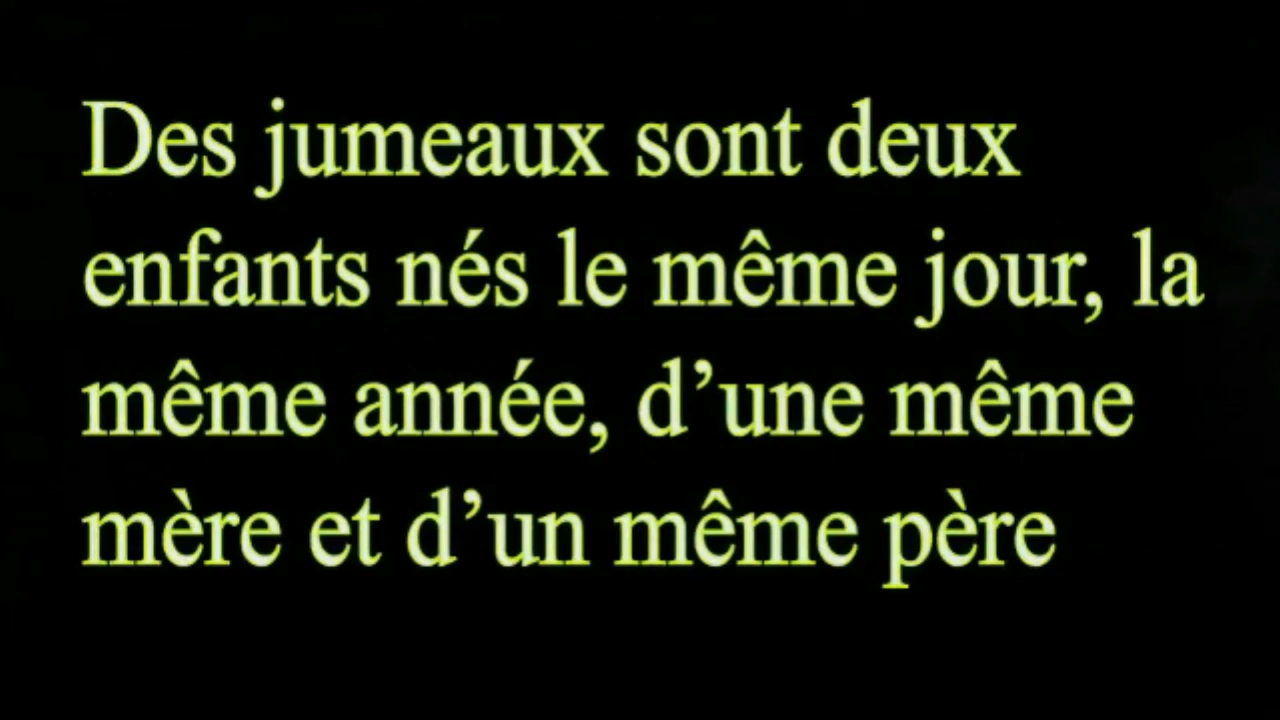 Des jumeaux sont deux
enfants nés le même jour, la
même année, d’une même
mère et d’un même père